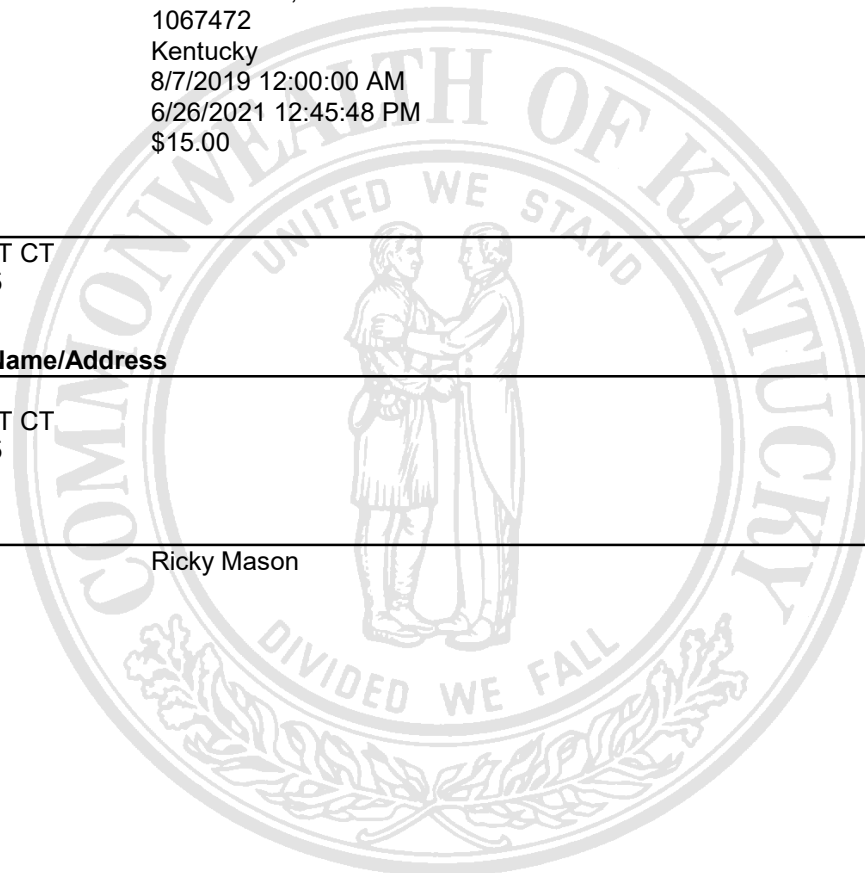 1067472
Kentucky
8/7/2019 12:00:00 AM
6/26/2021 12:45:48 PM
$15.00
COMMONWEALTH OF KENTUCKY
UNITED WE STAND
T CT
Name/Address
T CT
Ricky Mason
DIVIDED WE FALL